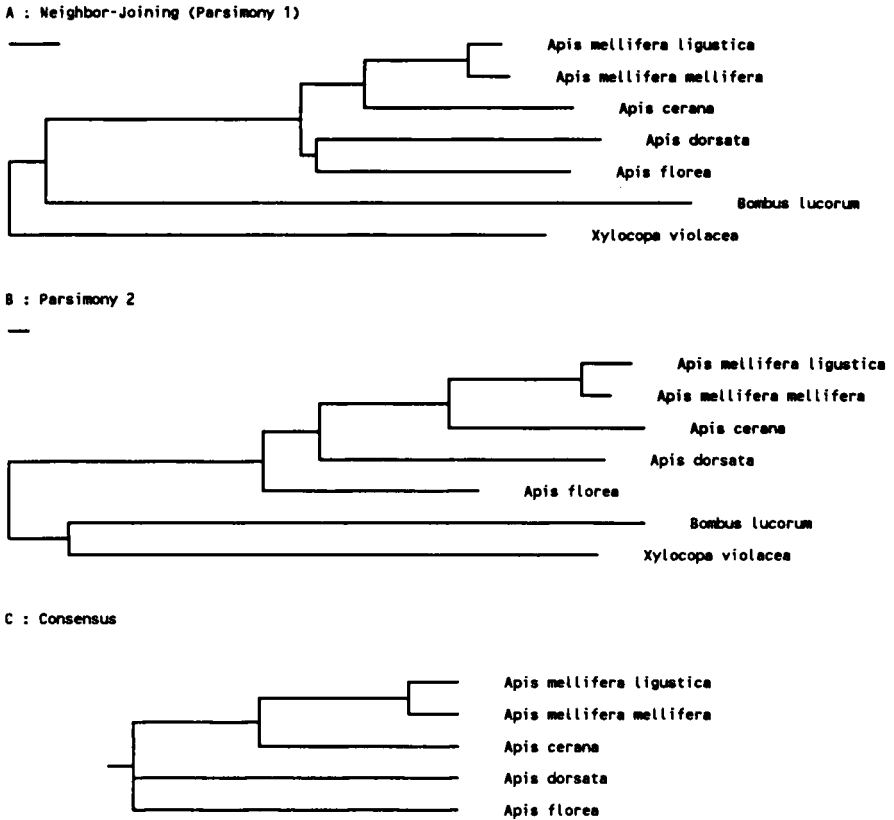 A : Neighbor-Joining (Parsimony 1)
Apis mellifera ligustica
Apis mellifera mellifera
Apis cerana
Apis dorsata
Apis florea
Bombus lucorum
Xylocopa violacea
B : Parsimony 2
Apis mellifera ligustica
Apis mellifera mellifera
Apis cerana
Apis dorsata
Apis florea
Bombus lucorum
Xylocopa violacea
C : Consensus
Apis mellifera ligustica
Apis mellifera mellifera
Apis cerana
Apis dorsata
Apis florea